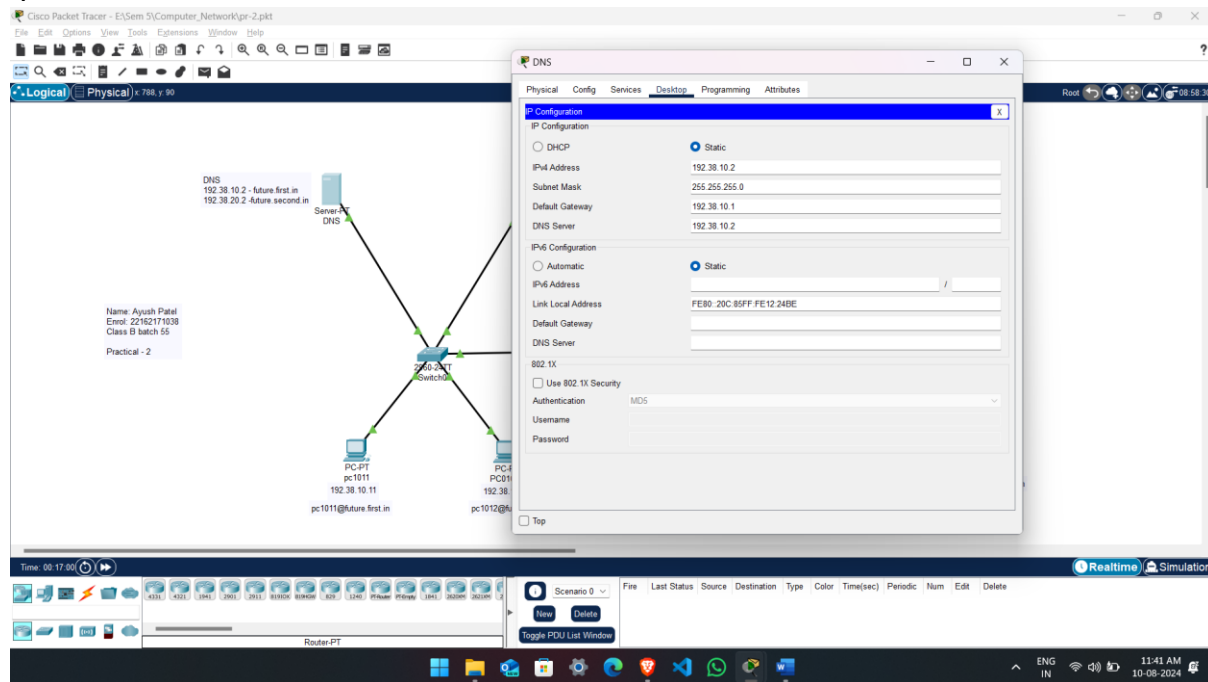 Cisco Packet Tracer - E:\Sem 5\Computer_Network\pr-2.pkt
File Edit Options View Tools Extensions Window Help
?
Logical Physical x: 788, y: 90
Root 08:58:30
DNS
192.38.10.2 - future.first.in
192.38.20.2 -future.second.in
Server-PT
DNS
Name: Ayush Patel
Enrol: 22162171038
Class B batch 55
Practical - 2
2960-24TT
Switch0
PC-PT
pc1011
192.38.10.11
pc1011@future.first.in
PC-
PC01
192.38.
pc1012@fu
DNS
Physical Config Services Desktop Programming Attributes
IP Configuration X
IP Configuration
DHCP Static
IPv4 Address 192.38.10.2
Subnet Mask 255.255.255.0
Default Gateway 192.38.10.1
DNS Server 192.38.10.2
IPv6 Configuration
Automatic Static
IPv6 Address /
Link Local Address FE80::20C:85FF:FE12:24BE
Default Gateway
DNS Server
802.1X
Use 802.1X Security
Authentication MD5
Username
Password
Top
Time: 00:17:00 Realtime Simulation
4331 4321 1941 2901 2911 819IOX 819HGW 829 1240 PT-Router PT-Empty 1841 2620XM 2621XM
Router-PT
Scenario 0
New Delete
Toggle PDU List Window
Fire Last Status Source Destination Type Color Time(sec) Periodic Num Edit Delete
ENG
IN
11:41 AM
10-08-2024